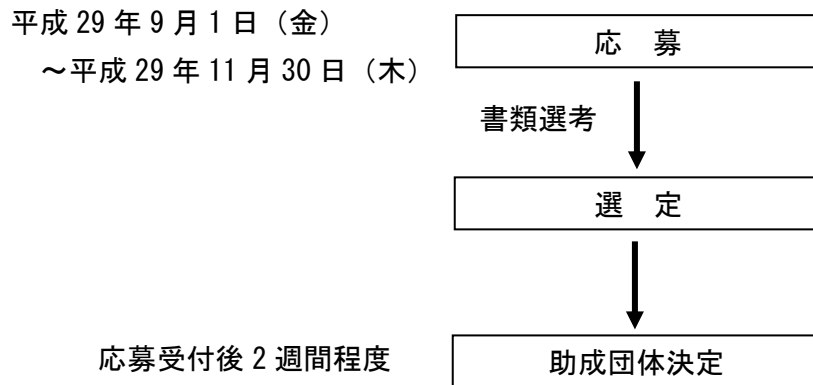 平成 29 年 9 月 1 日（金）
～平成 29 年 11 月 30 日（木）
応　募
書類選考
選　定
応募受付後 2 週間程度
助成団体決定